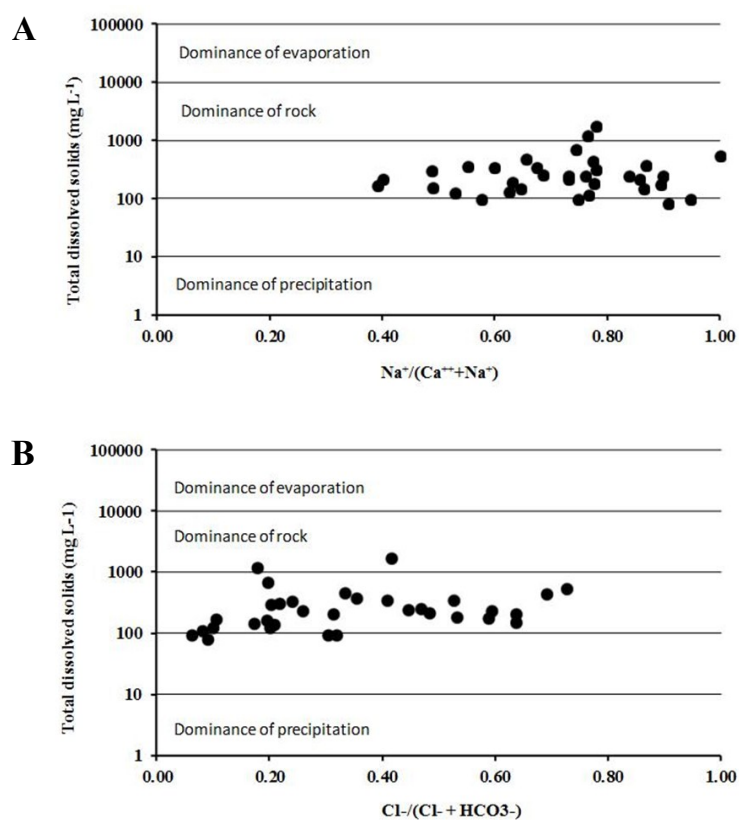 A
Total dissolved solids (mg L⁻¹)
100000
Dominance of evaporation
10000
Dominance of rock
1000
100
10
Dominance of precipitation
1
0.00 0.20 0.40 0.60 0.80 1.00
Na⁺/(Ca⁺⁺+Na⁺)
B
Total dissolved solids (mg L-1)
100000
Dominance of evaporation
10000
Dominance of rock
1000
100
10
Dominance of precipitation
1
0.00 0.20 0.40 0.60 0.80 1.00
Cl-/(Cl- + HCO3-)